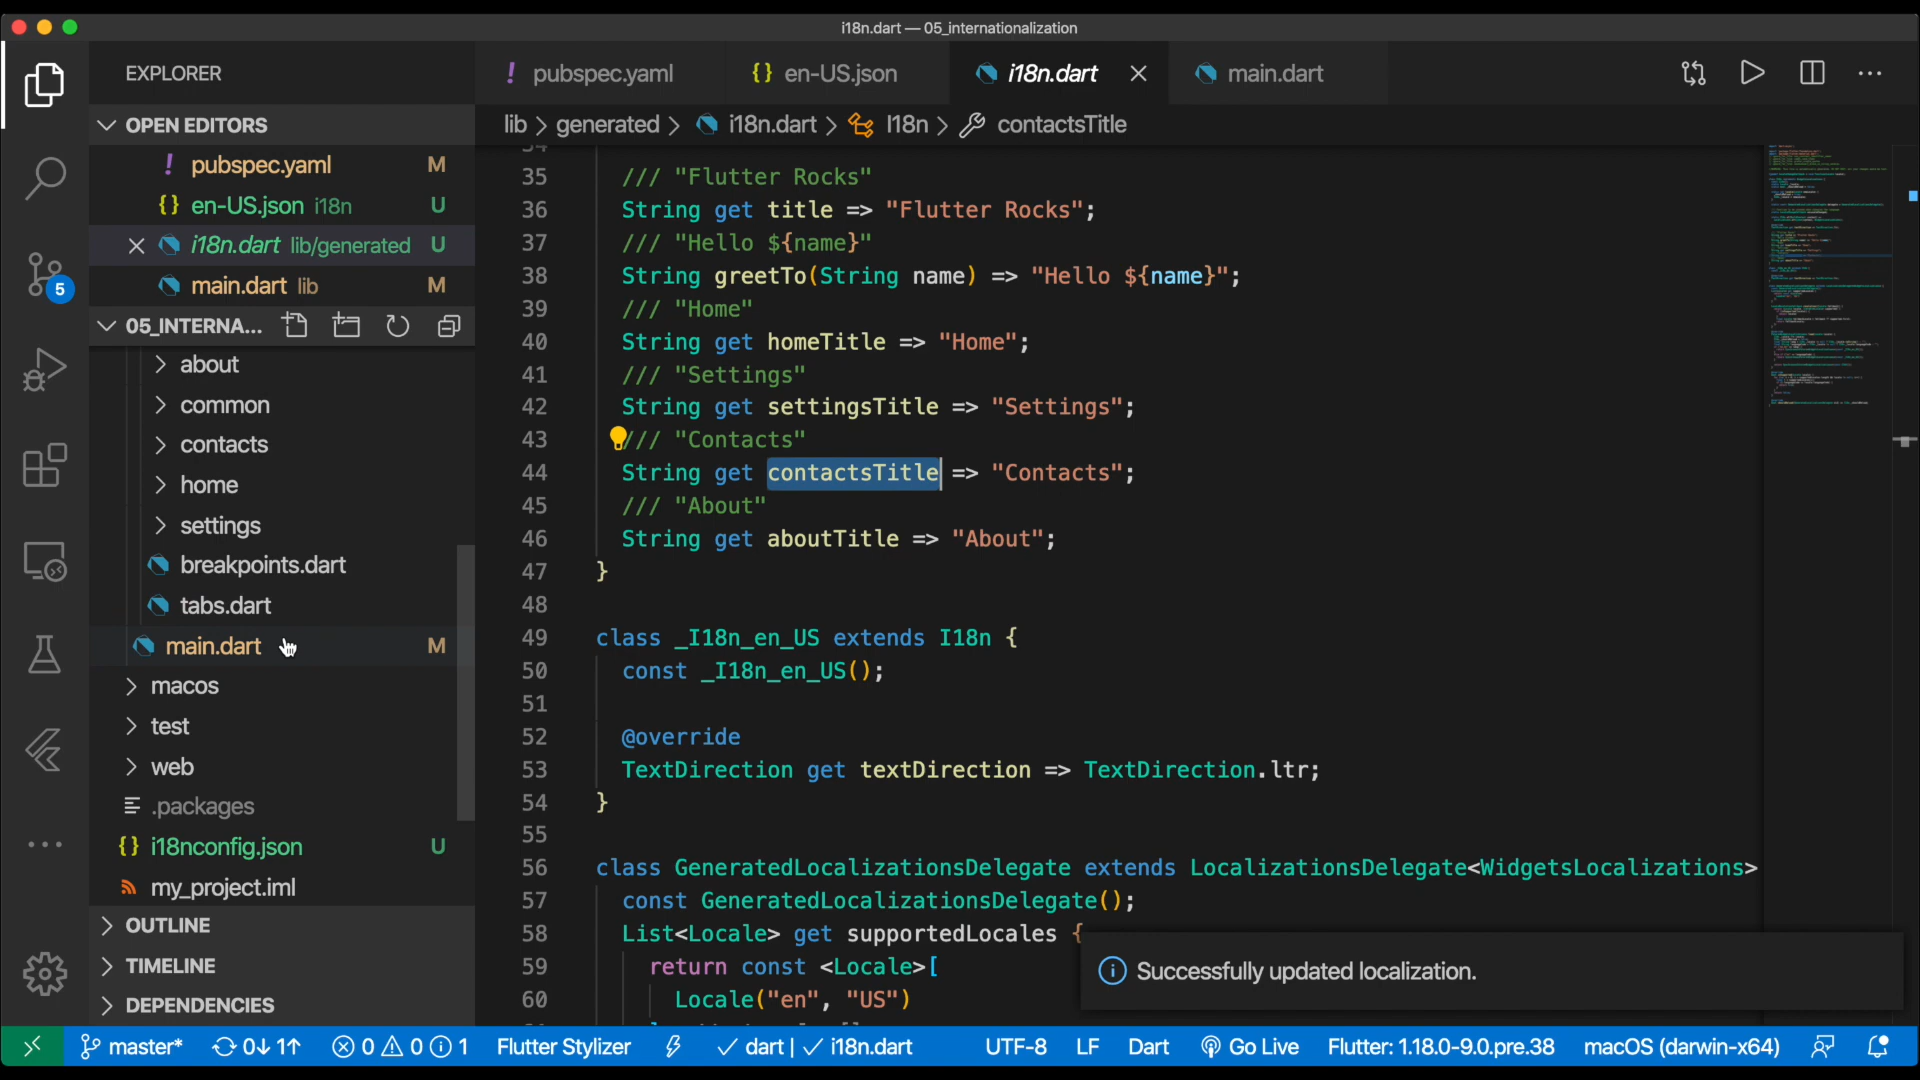 i18n.dart — 05_internationalization
EXPLORER
! pubspec.yaml
{} en-US.json
i18n.dart
main.dart
OPEN EDITORS
lib > generated > i18n.dart > I18n > contactsTitle
! pubspec.yaml M
{} en-US.json i18n U
i18n.dart lib/generated U
main.dart lib M
05_INTERNA...
about
common
contacts
home
settings
breakpoints.dart
tabs.dart
main.dart M
macos
test
web
.packages
{} i18nconfig.json U
my_project.iml
OUTLINE
TIMELINE
DEPENDENCIES
5
34
35 /// "Flutter Rocks"
36 String get title => "Flutter Rocks";
37 /// "Hello ${name}"
38 String greetTo(String name) => "Hello ${name}";
39 /// "Home"
40 String get homeTitle => "Home";
41 /// "Settings"
42 String get settingsTitle => "Settings";
43 /// "Contacts"
44 String get contactsTitle => "Contacts";
45 /// "About"
46 String get aboutTitle => "About";
47 }
48
49 class _I18n_en_US extends I18n {
50 const _I18n_en_US();
51
52 @override
53 TextDirection get textDirection => TextDirection.ltr;
54 }
55
56 class GeneratedLocalizationsDelegate extends LocalizationsDelegate<WidgetsLocalizations>
57 const GeneratedLocalizationsDelegate();
58 List<Locale> get supportedLocales {
59 return const <Locale>[
60 Locale("en", "US")
Successfully updated localization.
master* 0↓ 1↑ 0 0 1 Flutter Stylizer ✓ dart | ✓ i18n.dart UTF-8 LF Dart Go Live Flutter: 1.18.0-9.0.pre.38 macOS (darwin-x64)